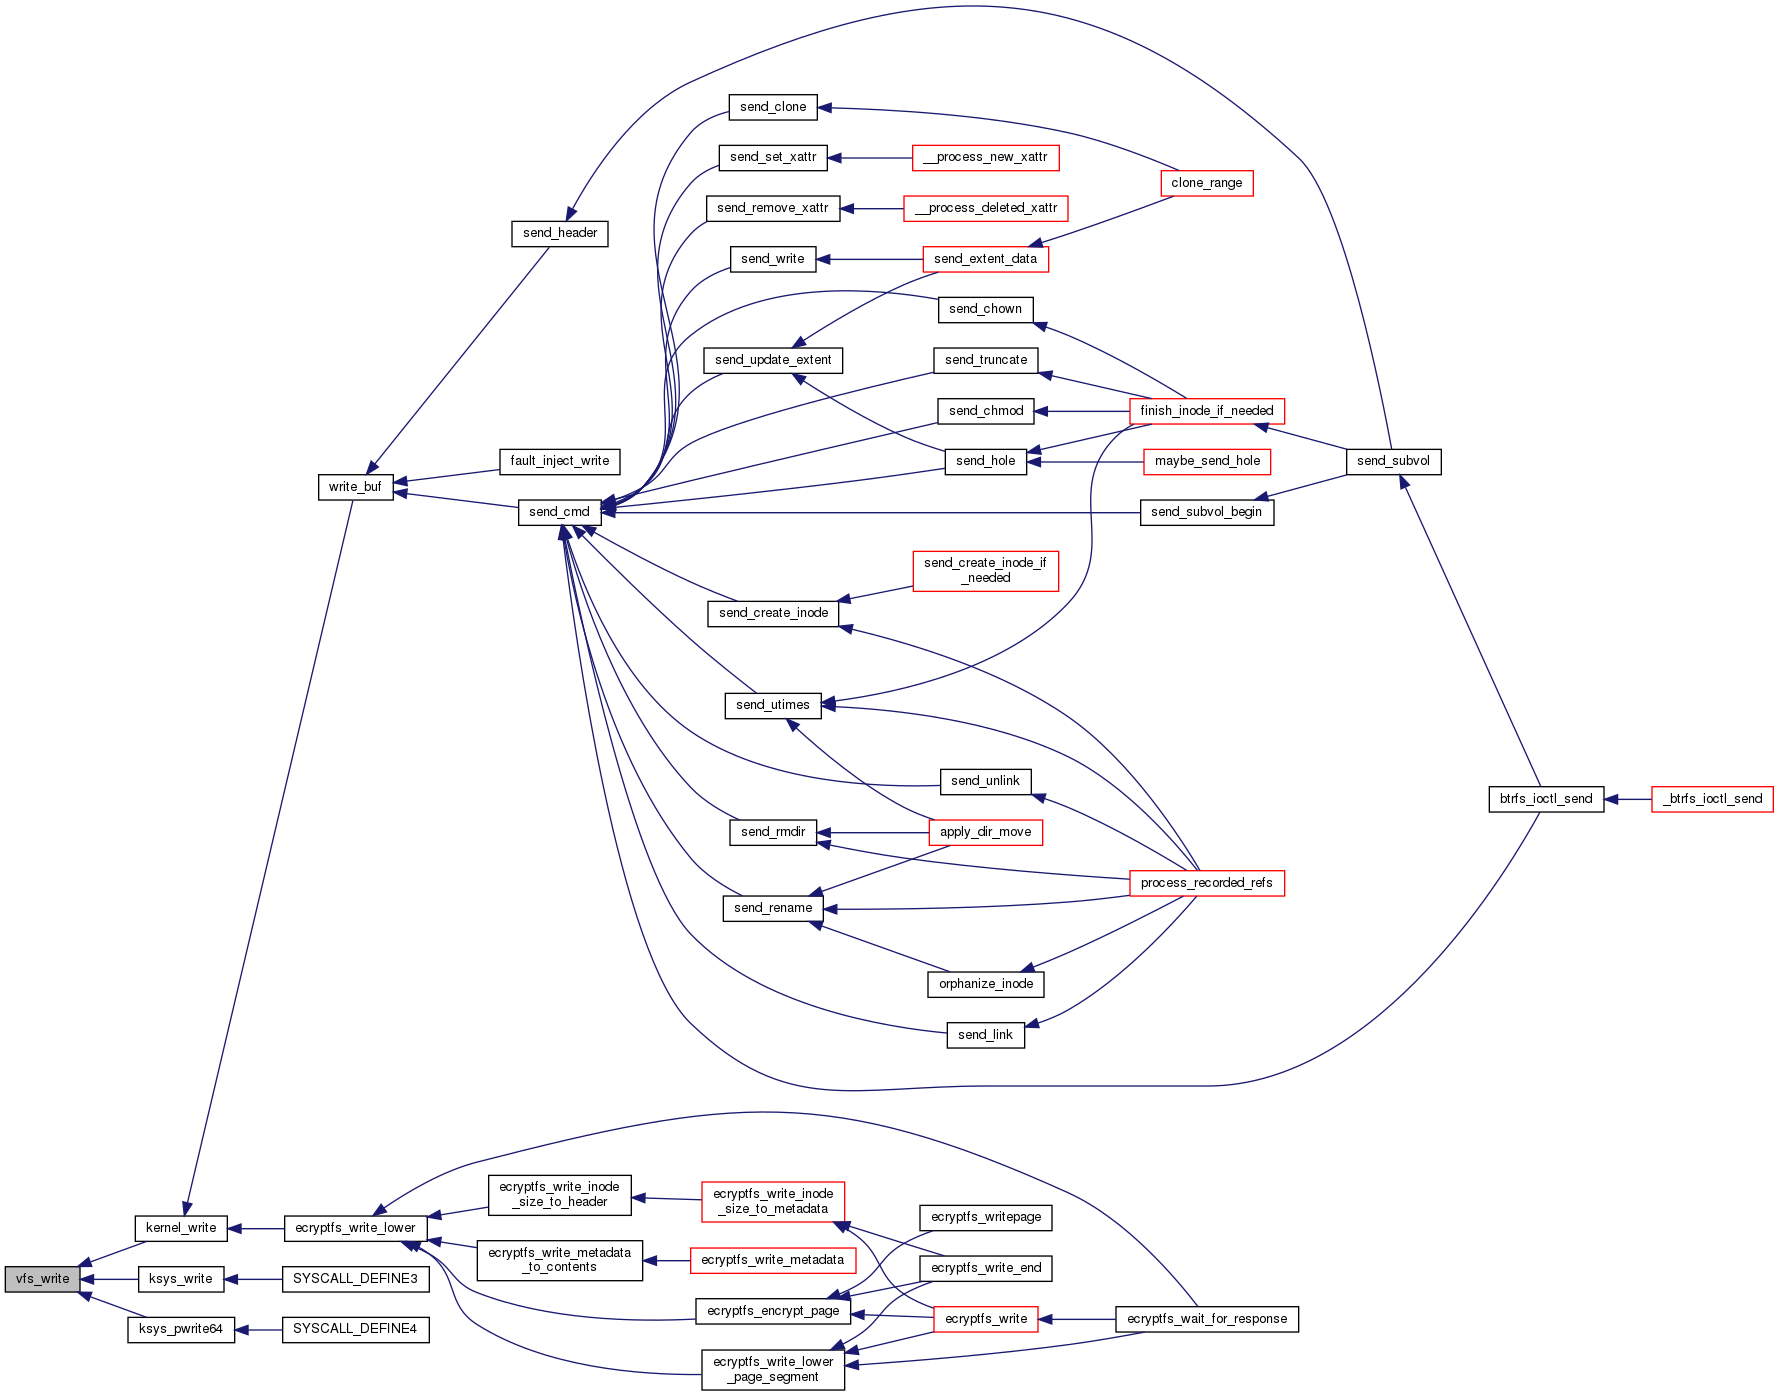 send_clone
send_set_xattr
__process_new_xattr
clone_range
send_remove_xattr
__process_deleted_xattr
send_header
send_write
send_extent_data
send_chown
send_update_extent
send_truncate
send_chmod
finish_inode_if_needed
fault_inject_write
send_hole
maybe_send_hole
send_subvol
write_buf
send_cmd
send_subvol_begin
send_create_inode_if
_needed
send_create_inode
send_utimes
send_unlink
btrfs_ioctl_send
_btrfs_ioctl_send
send_rmdir
apply_dir_move
process_recorded_refs
send_rename
orphanize_inode
send_link
ecryptfs_write_inode
_size_to_header
ecryptfs_write_inode
_size_to_metadata
ecryptfs_writepage
kernel_write
ecryptfs_write_lower
ecryptfs_write_metadata
_to_contents
ecryptfs_write_metadata
ecryptfs_write_end
vfs_write
ksys_write
SYSCALL_DEFINE3
ecryptfs_encrypt_page
ecryptfs_write
ecryptfs_wait_for_response
ksys_pwrite64
SYSCALL_DEFINE4
ecryptfs_write_lower
_page_segment